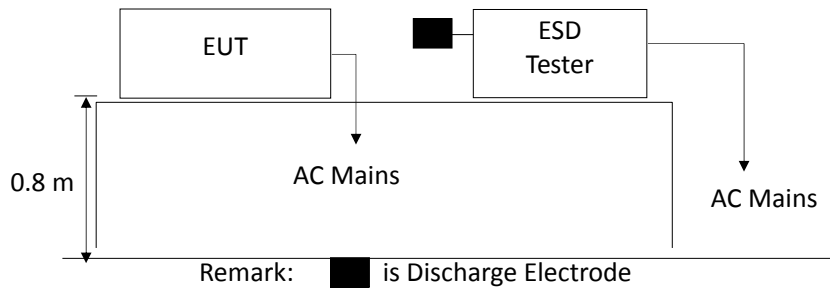 EUT
ESD
Tester
0.8 m
AC Mains
AC Mains
Remark: is Discharge Electrode